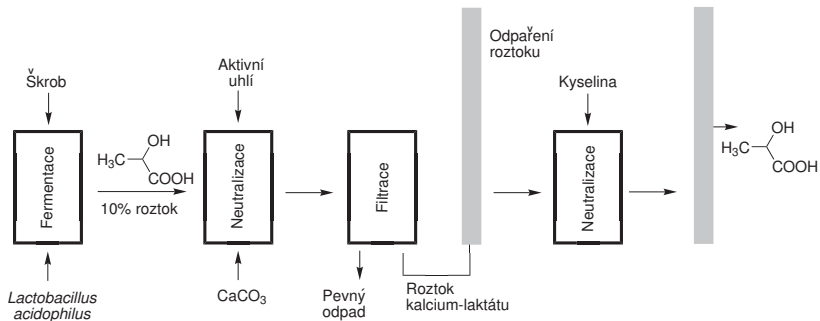 Škrob
Fermentace
Lactobacillus
acidophilus
OH
H3C
COOH
10% roztok
Aktivní
uhlí
Neutralizace
CaCO3
Filtrace
Pevný
odpad
Roztok
kalcium-laktátu
Odpaření
roztoku
Kyselina
Neutralizace
OH
H3C
COOH